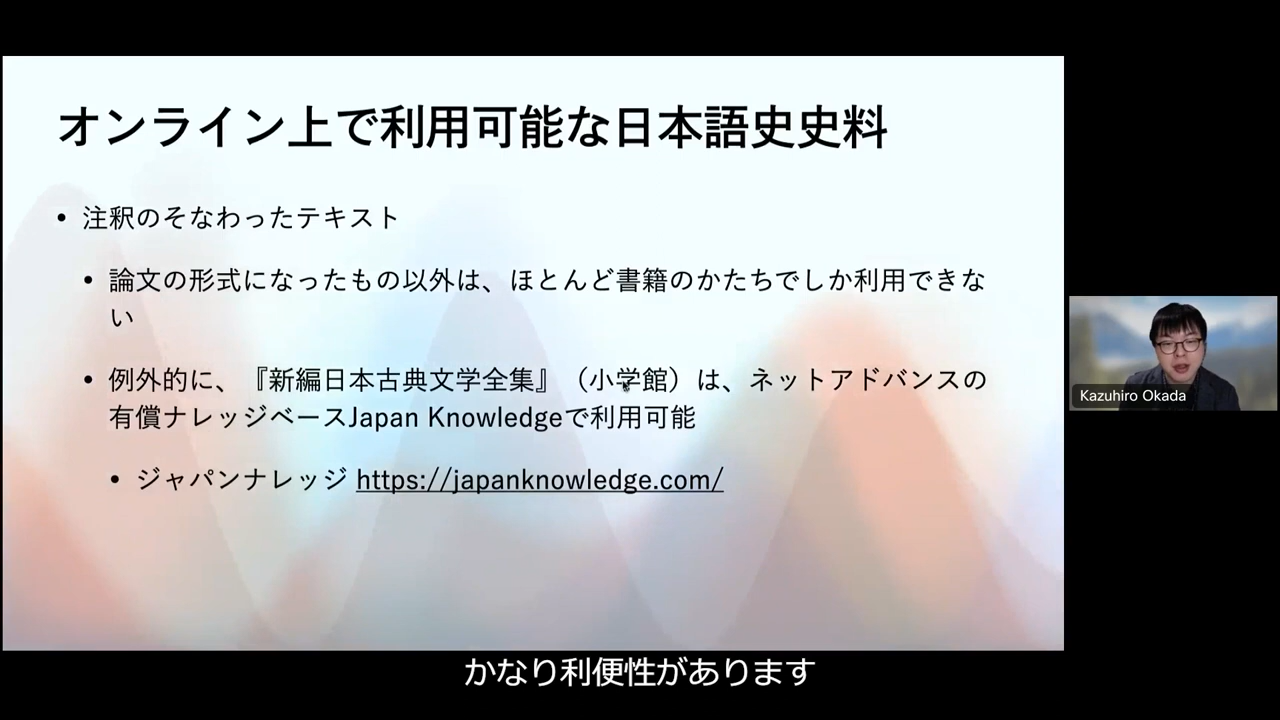 オンライン上で利用可能な日本語史史料
• 注釈のそなわったテキスト
• 論文の形式になったもの以外は、ほとんど書籍のかたちでしか利用できな
い
• 例外的に、『新編日本古典文学全集』（小学館）は、ネットアドバンスの
有償ナレッジベースJapan Knowledgeで利用可能
• ジャパンナレッジ https://japanknowledge.com/
Kazuhiro Okada
かなり利便性があります